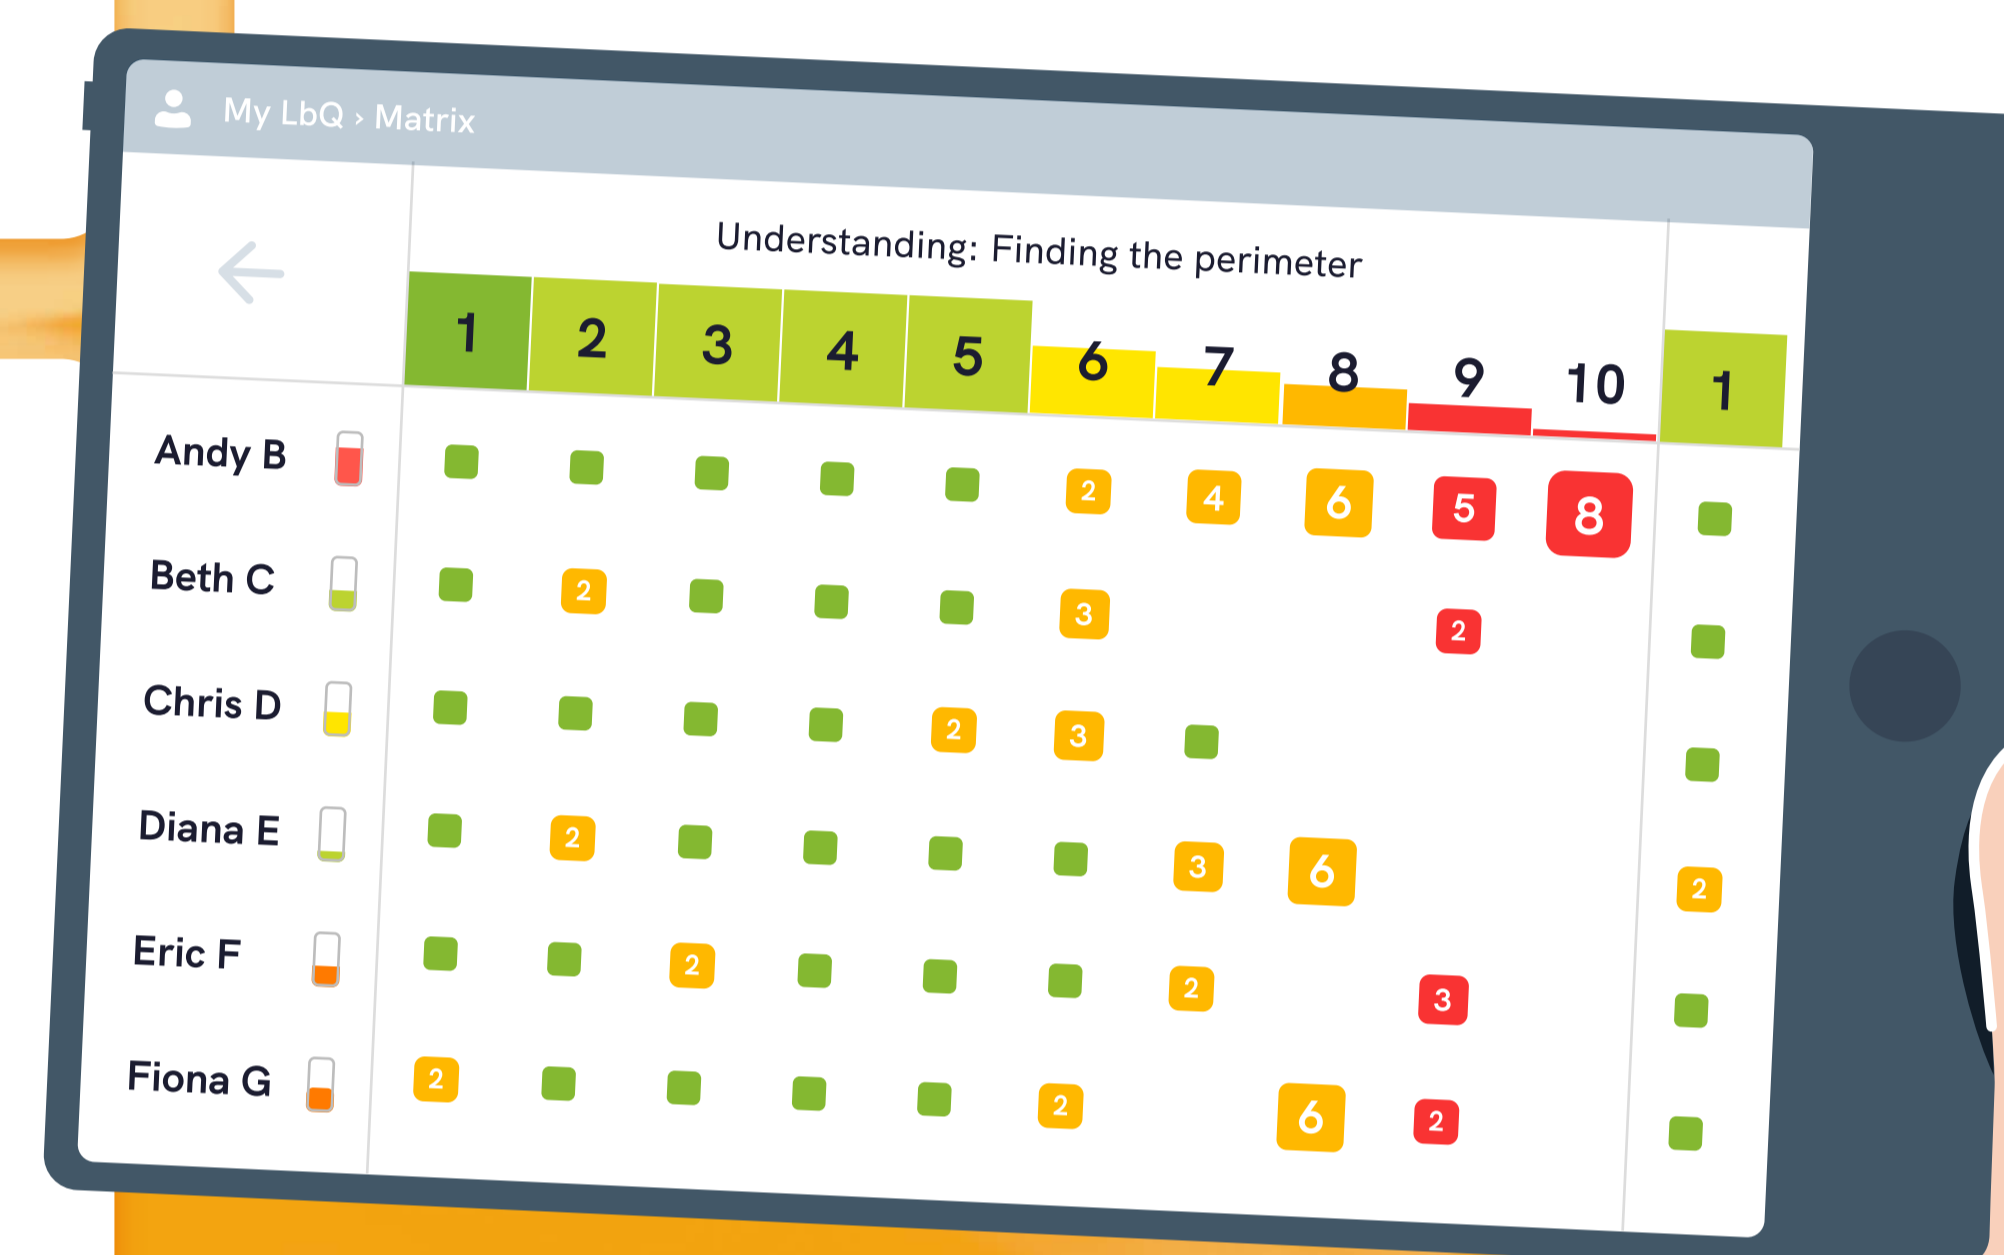 My LbQ › Matrix
Understanding: Finding the perimeter
1 2 3 4 5 6 7 8 9 10 1
Andy B 2 4 6 5 8
Beth C 2 3 2
Chris D 2 3
Diana E 2 3 6 2
Eric F 2 2 3
Fiona G 2 2 6 2